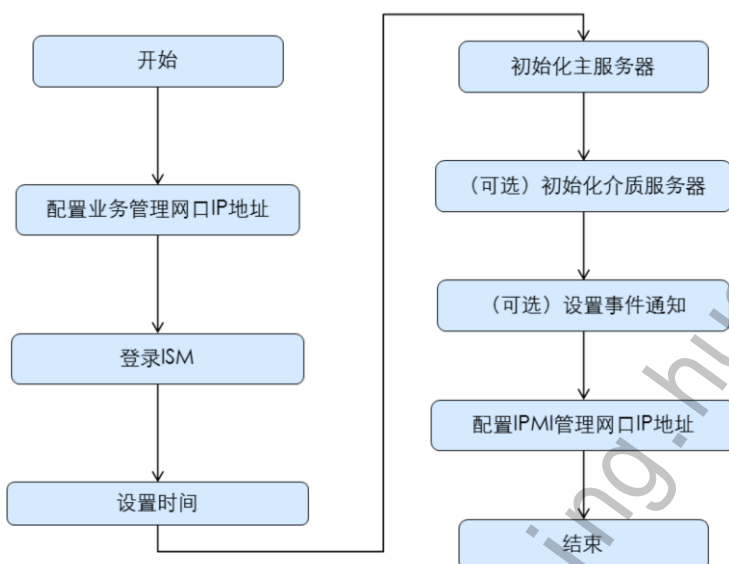 开始
配置业务管理网口IP地址
登录ISM
设置时间
初始化主服务器
（可选）初始化介质服务器
（可选）设置事件通知
配置IPMI管理网口IP地址
结束
ing.hu